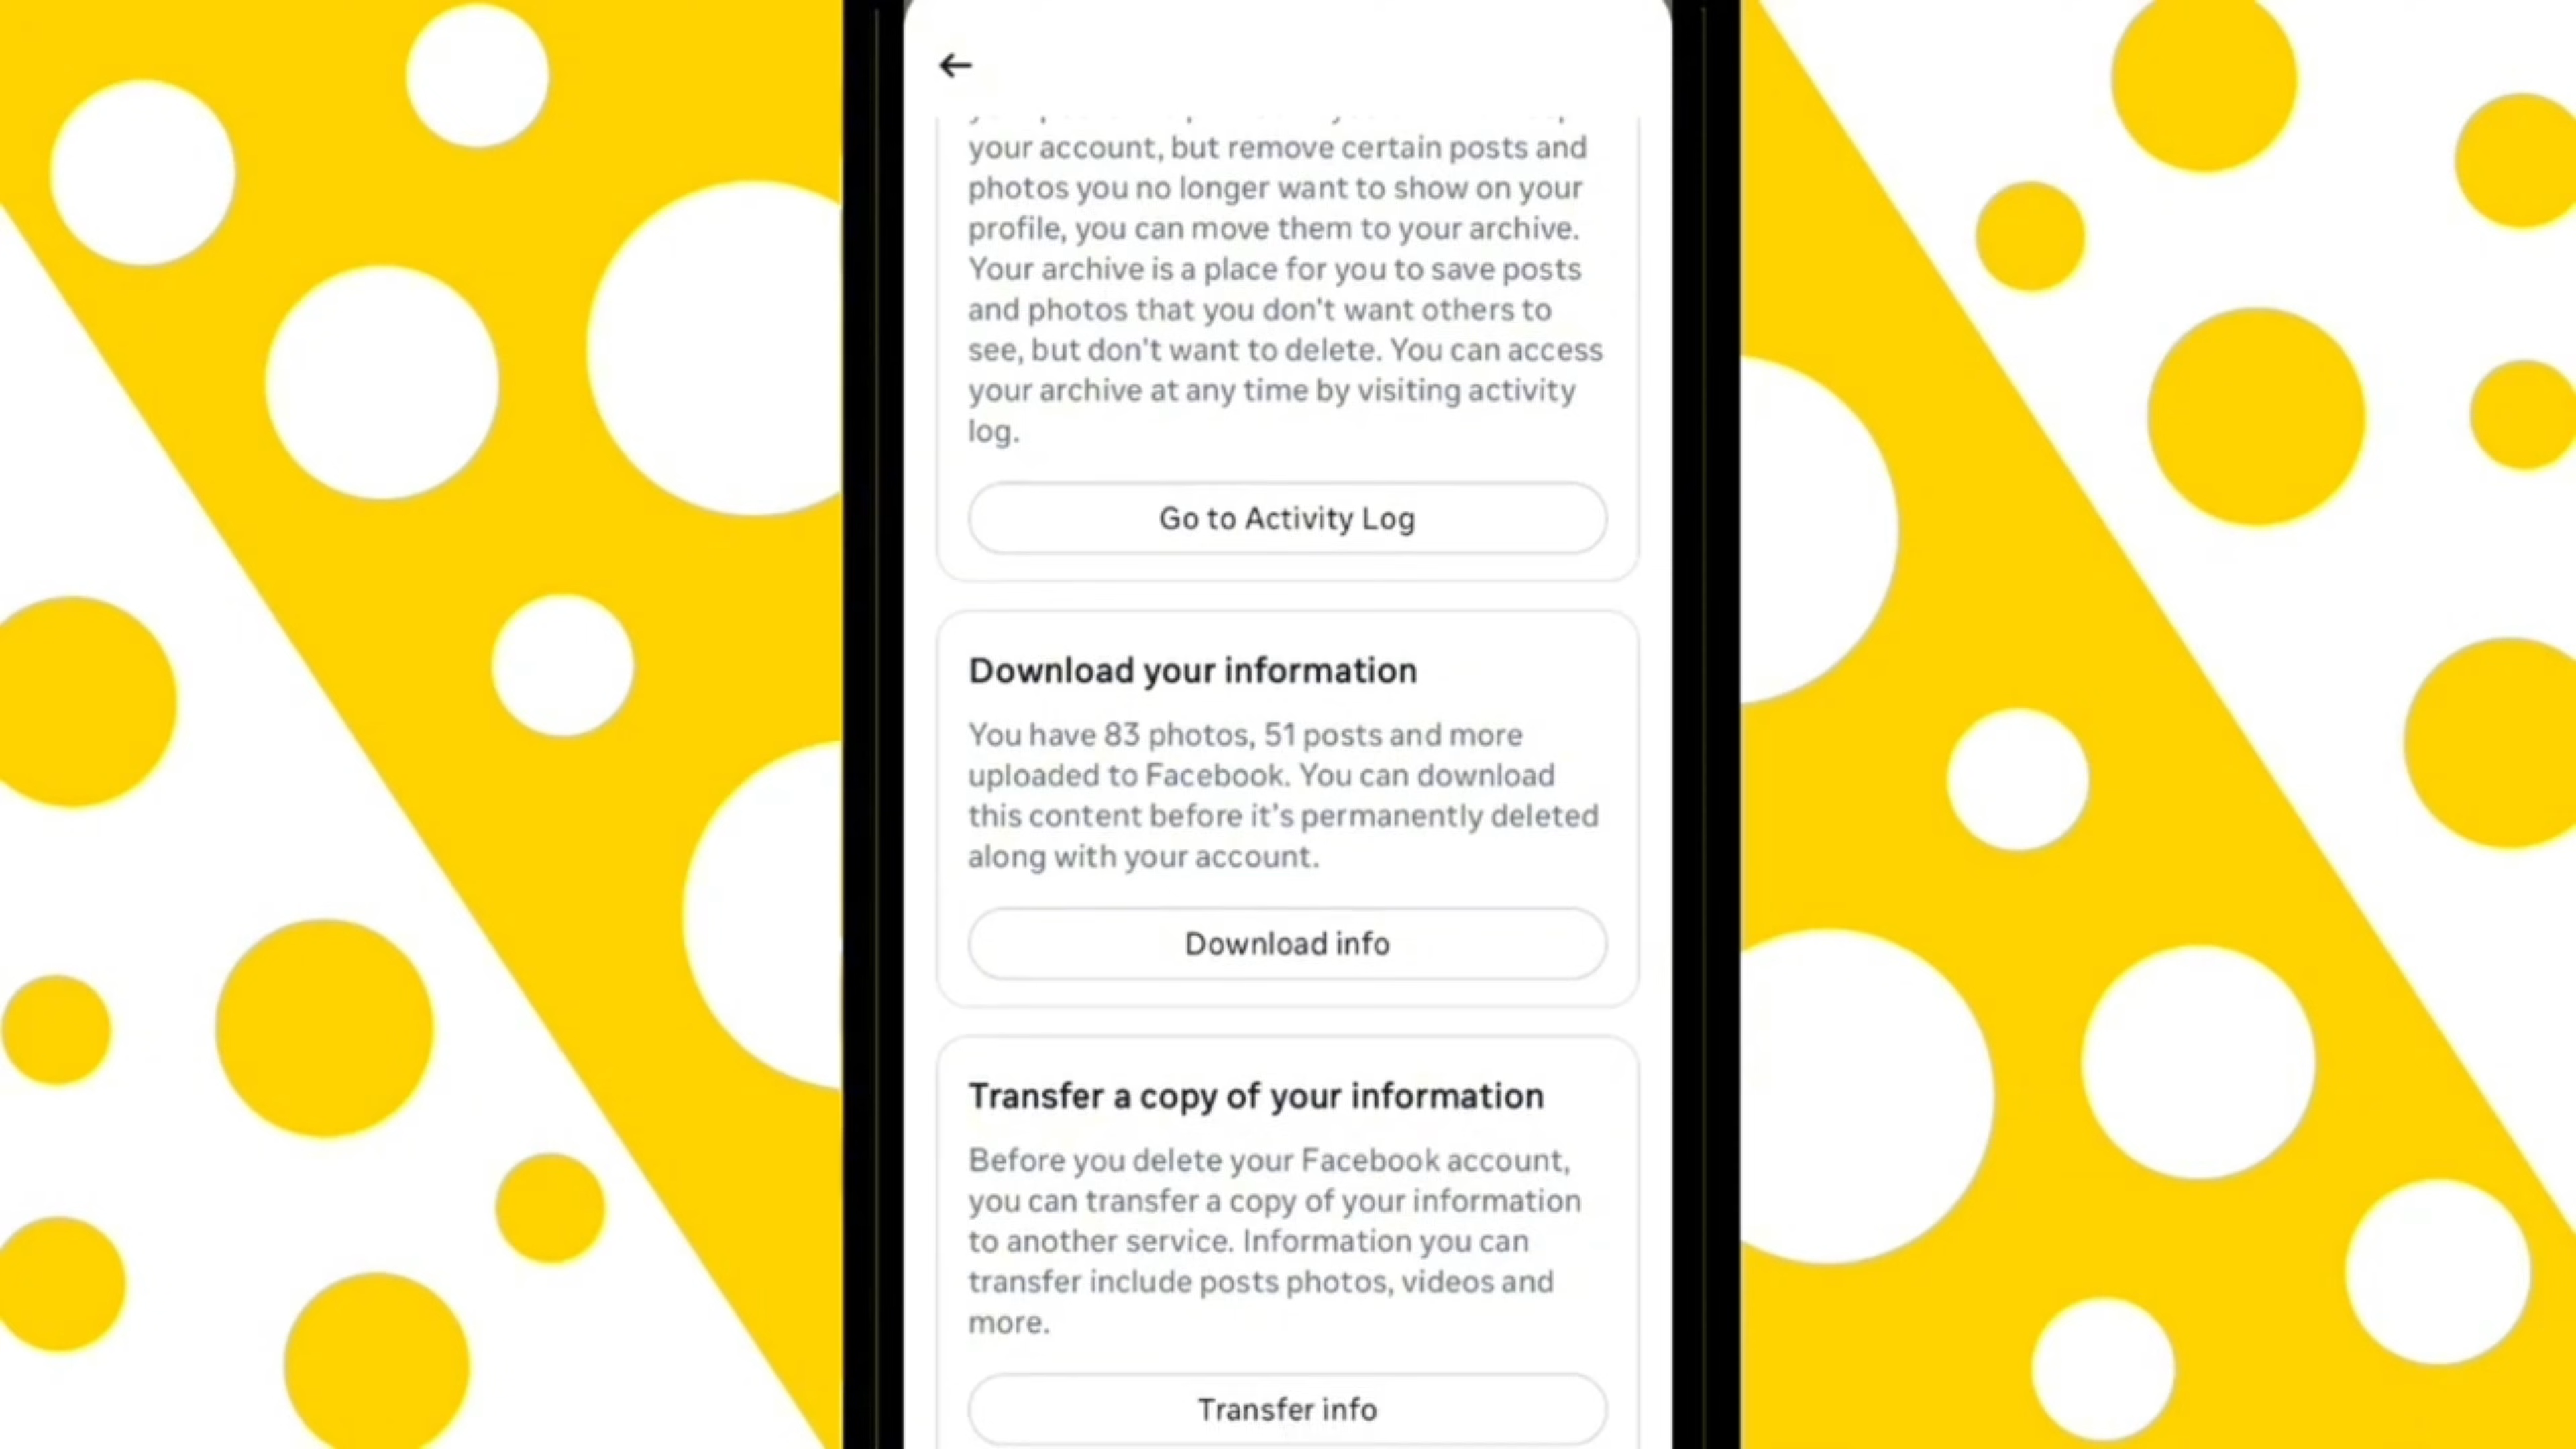 your account, but remove certain posts and
photos you no longer want to show on your
profile, you can move them to your archive.
Your archive is a place for you to save posts
and photos that you don't want others to
see, but don't want to delete. You can access
your archive at any time by visiting activity
log.
Go to Activity Log
Download your information
You have 83 photos, 51 posts and more
uploaded to Facebook. You can download
this content before it's permanently deleted
along with your account.
Download info
Transfer a copy of your information
Before you delete your Facebook account,
you can transfer a copy of your information
to another service. Information you can
transfer include posts photos, videos and
more.
Transfer info